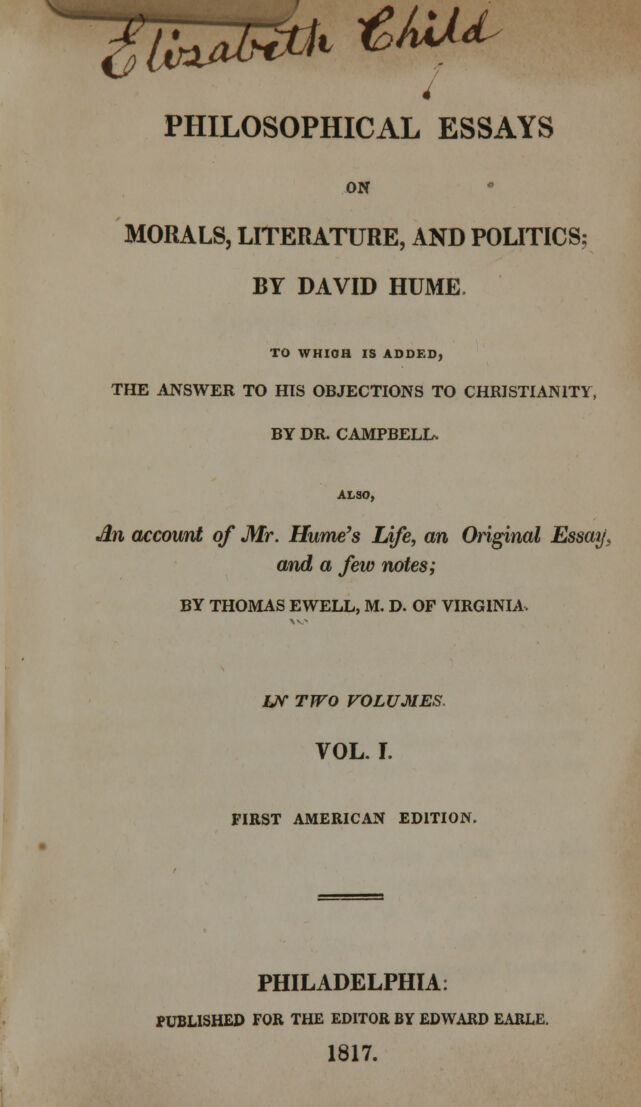 Elizabeth Child
PHILOSOPHICAL ESSAYS
ON
MORALS, LITERATURE, AND POLITICS;
BY DAVID HUME.
TO WHICH IS ADDED,
THE ANSWER TO HIS OBJECTIONS TO CHRISTIANITY,
BY DR. CAMPBELL.
ALSO,
An account of Mr. Hume's Life, an Original Essay,
and a few notes;
BY THOMAS EWELL, M. D. OF VIRGINIA.
IN TWO VOLUMES.
VOL. I.
FIRST AMERICAN EDITION.
PHILADELPHIA:
PUBLISHED FOR THE EDITOR BY EDWARD EARLE.
1817.